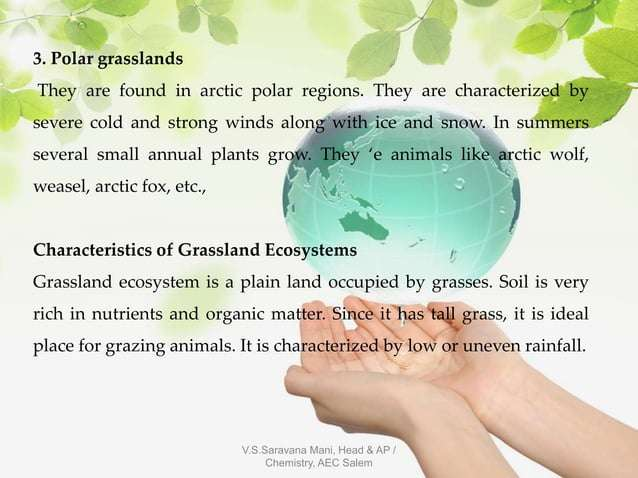 3. Polar grasslands
They are found in arctic polar regions. They are characterized by
severe cold and strong winds along with ice and snow. In summers
several small annual plants grow. They ‘e animals like arctic wolf,
weasel, arctic fox, etc.,
Characteristics of Grassland Ecosystems
Grassland ecosystem is a plain land occupied by grasses. Soil is very
rich in nutrients and organic matter. Since it has tall grass, it is ideal
place for grazing animals. It is characterized by low or uneven rainfall.
V.S.Saravana Mani, Head & AP /
Chemistry, AEC Salem